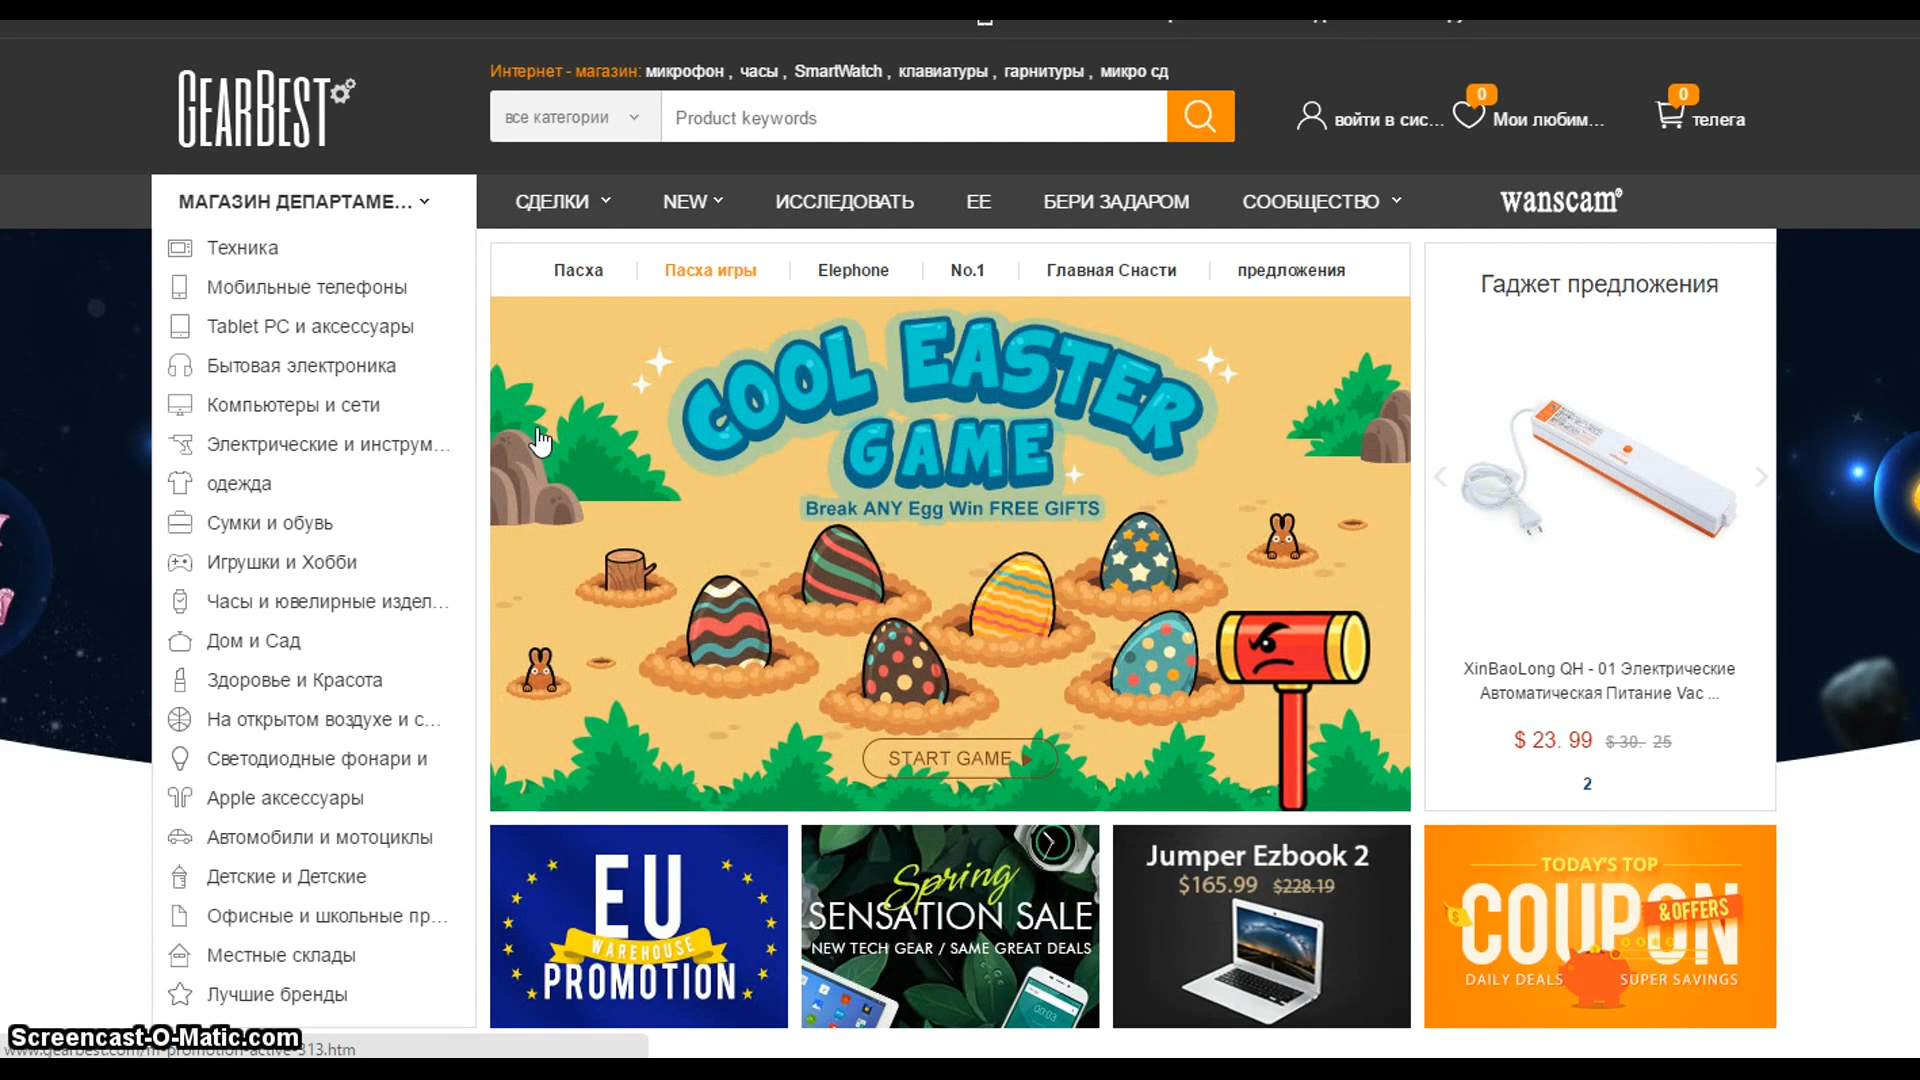 Интернет - магазин: микрофон , часы , SmartWatch , клавиатуры , гарнитуры , микро сд
GEARBEST
все категории
Product keywords
войти в сис...
0
Мои любим...
0
телега
МАГАЗИН ДЕПАРТАМЕ...
СДЕЛКИ
NEW
ИССЛЕДОВАТЬ
ЕЕ
БЕРИ ЗАДАРОМ
СООБЩЕСТВО
wanscam®
Техника
Мобильные телефоны
Tablet PC и аксессуары
Бытовая электроника
Компьютеры и сети
Электрические и инструм...
одежда
Сумки и обувь
Игрушки и Хобби
Часы и ювелирные издел...
Дом и Сад
Здоровье и Красота
На открытом воздухе и с...
Светодиодные фонари и
Apple аксессуары
Автомобили и мотоциклы
Детские и Детские
Офисные и школьные пр...
Местные склады
Лучшие бренды
Пасха
Пасха игры
Elephone
No.1
Главная Снасти
предложения
COOL EASTER
GAME
Break ANY Egg Win FREE GIFTS
START GAME
Гаджет предложения
XinBaoLong QH - 01 Электрические
Автоматическая Питание Vac ...
$ 23. 99 $ 30. 25
2
EU
WAREHOUSE
PROMOTION
Spring
SENSATION SALE
NEW TECH GEAR / SAME GREAT DEALS
00:03
Jumper Ezbook 2
$165.99 $228.19
TODAY'S TOP
COUPON
&OFFERS
DAILY DEALS
SUPER SAVINGS
Screencast-O-Matic.com
www.gearbest.com/m-promotion-active-313.htm